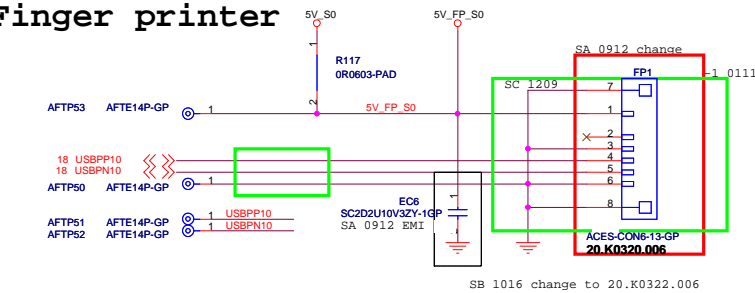 Finger printer
5V_S0
5V_FP_S0
SA 0912 change
R117
0R0603-PAD
1
2
FP1
-1 0111
SC 1209
7
AFTP53 AFTE14P-GP 1
5V_FP_S0
1
2
3
18 USBPP10
4
18 USBPN10
5
AFTP50 AFTE14P-GP 1
6
EC6
1
SC2D2U10V3ZY-1GP
8
AFTP51 AFTE14P-GP 1 USBPP10
AFTP52 AFTE14P-GP 1 USBPN10
SA 0912 EMI
ACES-CON6-13-GP
20.K0320.006
SB 1016 change to 20.K0322.006